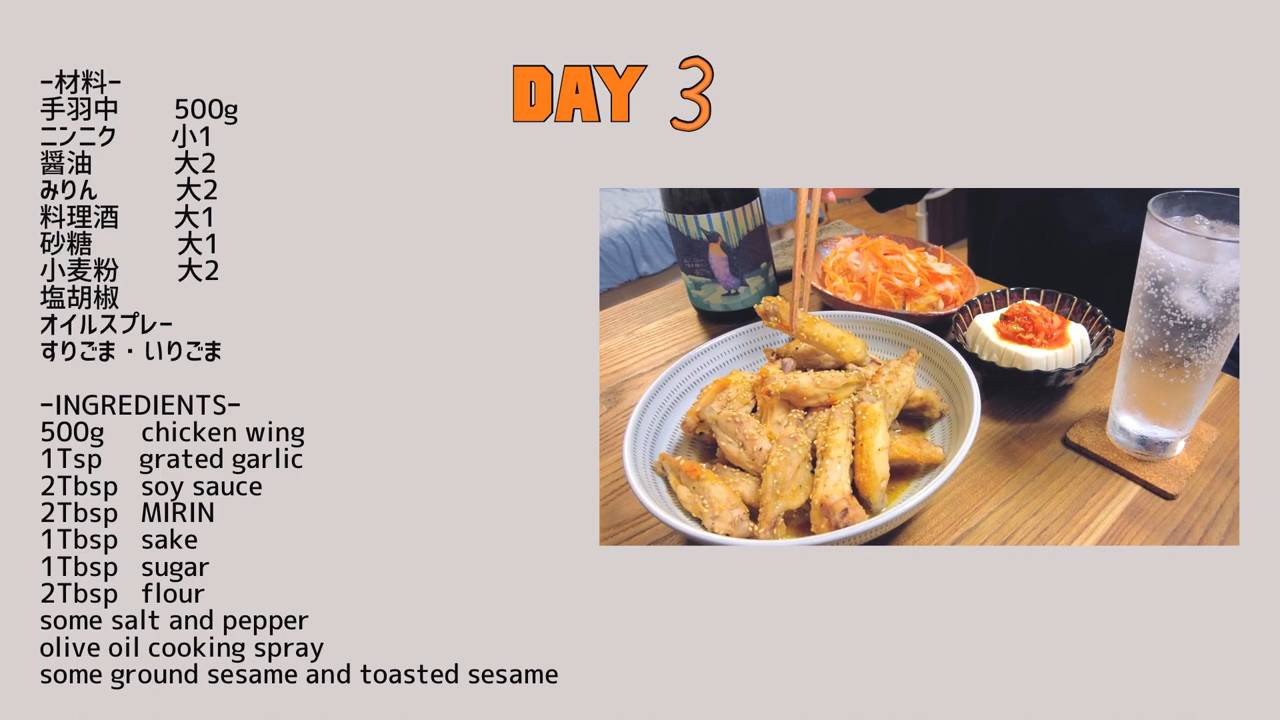 DAY 3
-材料-
手羽中 500g
ニンニク 小1
醤油 大2
みりん 大2
料理酒 大1
砂糖 大1
小麦粉 大2
塩胡椒
オイルスプレー
すりごま・いりごま
-INGREDIENTS-
500g chicken wing
1Tsp grated garlic
2Tbsp soy sauce
2Tbsp MIRIN
1Tbsp sake
1Tbsp sugar
2Tbsp flour
some salt and pepper
olive oil cooking spray
some ground sesame and toasted sesame